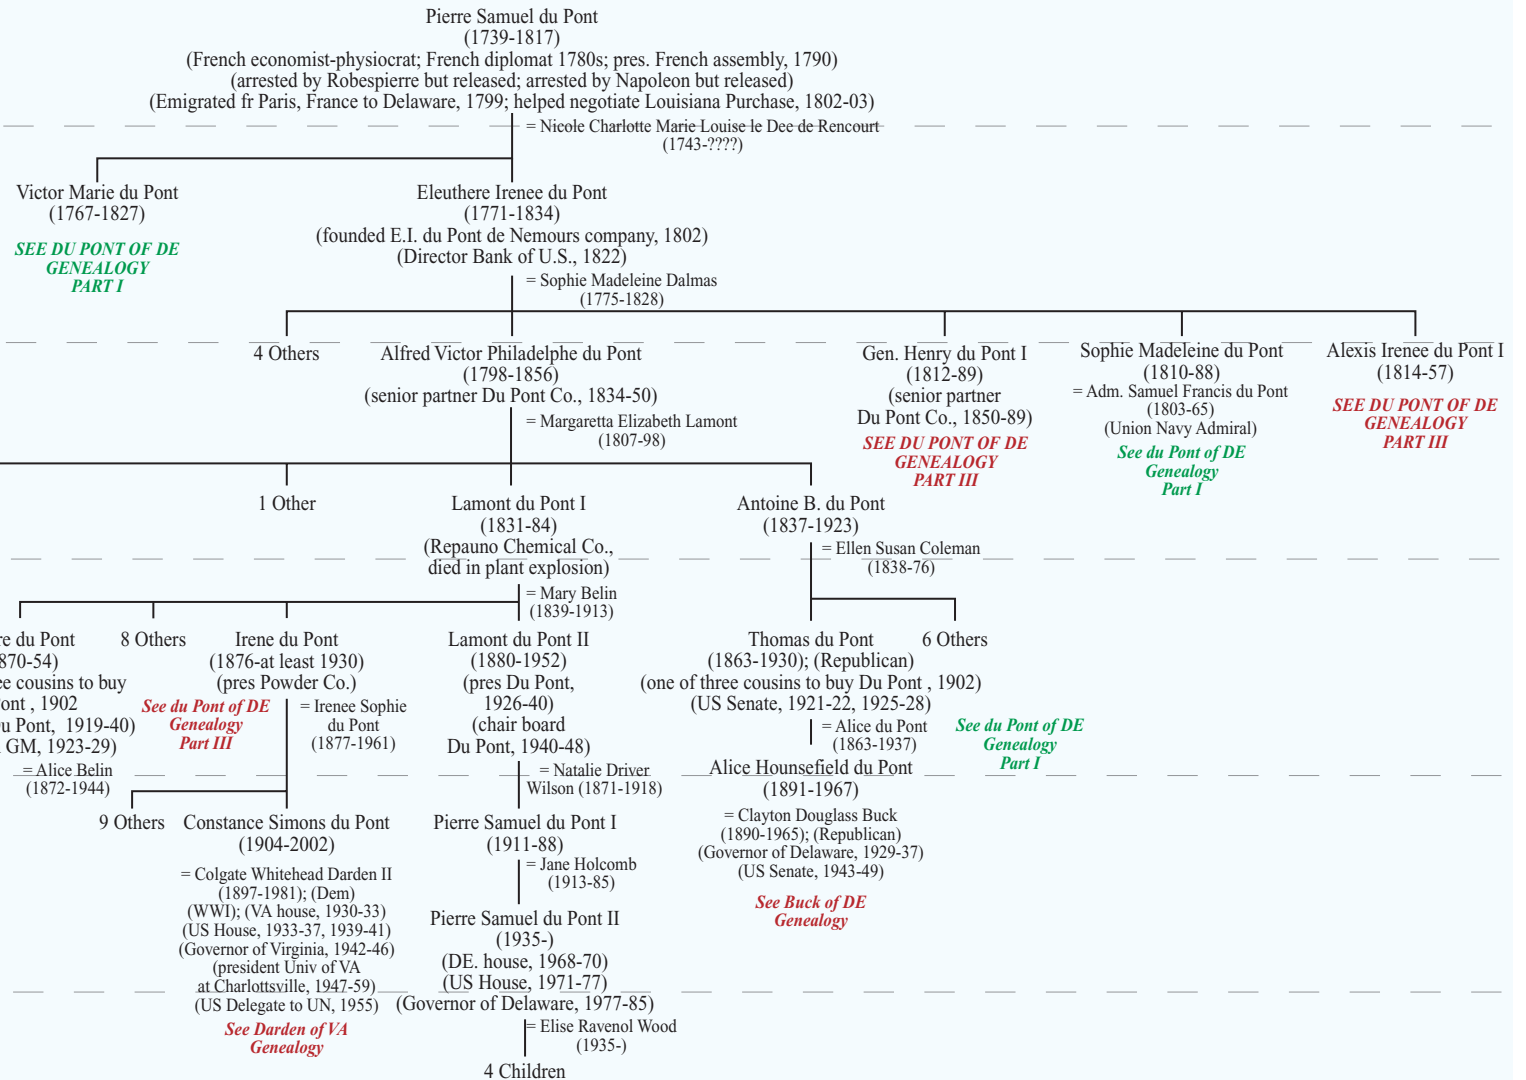 Pierre Samuel du Pont
(1739-1817)
(French economist-physiocrat; French diplomat 1780s; pres. French assembly, 1790)
(arrested by Robespierre but released; arrested by Napoleon but released)
(Emigrated fr Paris, France to Delaware, 1799; helped negotiate Louisiana Purchase, 1802-03)
= Nicole Charlotte Marie Louise le Dee de Rencourt
(1743-????)
Victor Marie du Pont
(1767-1827)
SEE DU PONT OF DE
GENEALOGY
PART I
Eleuthere Irenee du Pont
(1771-1834)
(founded E.I. du Pont de Nemours company, 1802)
(Director Bank of U.S., 1822)
= Sophie Madeleine Dalmas
(1775-1828)
4 Others
Alfred Victor Philadelphe du Pont
(1798-1856)
(senior partner Du Pont Co., 1834-50)
= Margaretta Elizabeth Lamont
(1807-98)
Gen. Henry du Pont I
(1812-89)
(senior partner
Du Pont Co., 1850-89)
SEE DU PONT OF DE
GENEALOGY
PART III
Sophie Madeleine du Pont
(1810-88)
= Adm. Samuel Francis du Pont
(1803-65)
(Union Navy Admiral)
See du Pont of DE
Genealogy
Part I
Alexis Irenee du Pont I
(1814-57)
SEE DU PONT OF DE
GENEALOGY
PART III
1 Other
Lamont du Pont I
(1831-84)
(Repauno Chemical Co.,
died in plant explosion)
= Mary Belin
(1839-1913)
Antoine B. du Pont
(1837-1923)
= Ellen Susan Coleman
(1838-76)
re du Pont
870-54)
ee cousins to buy
ont , 1902
u Pont, 1919-40)
GM, 1923-29)
= Alice Belin
(1872-1944)
8 Others
Irene du Pont
(1876-at least 1930)
(pres Powder Co.)
See du Pont of DE
Genealogy
Part III
= Irenee Sophie
du Pont
(1877-1961)
Lamont du Pont II
(1880-1952)
(pres Du Pont,
1926-40)
(chair board
Du Pont, 1940-48)
= Natalie Driver
Wilson (1871-1918)
Thomas du Pont
(1863-1930); (Republican)
(one of three cousins to buy Du Pont , 1902)
(US Senate, 1921-22, 1925-28)
= Alice du Pont
(1863-1937)
6 Others
See du Pont of DE
Genealogy
Part I
9 Others
Constance Simons du Pont
(1904-2002)
= Colgate Whitehead Darden II
(1897-1981); (Dem)
(WWI); (VA house, 1930-33)
(US House, 1933-37, 1939-41)
(Governor of Virginia, 1942-46)
(president Univ of VA
at Charlottsville, 1947-59)
(US Delegate to UN, 1955)
See Darden of VA
Genealogy
Pierre Samuel du Pont I
(1911-88)
= Jane Holcomb
(1913-85)
Pierre Samuel du Pont II
(1935-)
(DE. house, 1968-70)
(US House, 1971-77)
(Governor of Delaware, 1977-85)
= Elise Ravenol Wood
(1935-)
4 Children
Alice Hounsefield du Pont
(1891-1967)
= Clayton Douglass Buck
(1890-1965); (Republican)
(Governor of Delaware, 1929-37)
(US Senate, 1943-49)
See Buck of DE
Genealogy